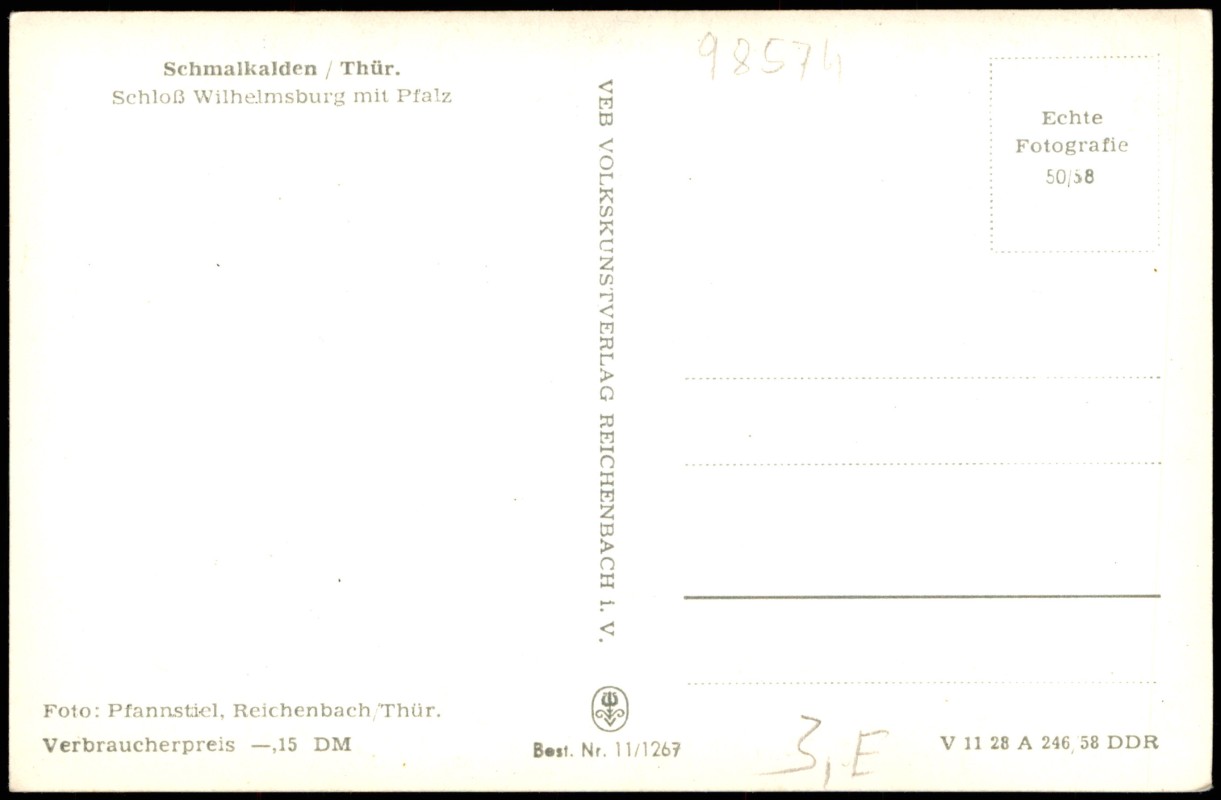 Schmalkalden / Thür.
Schloß Wilhelmsburg mit Pfalz
98574
Echte
Fotografie
50/58
VEB VOLKSKUNSTVERLAG REICHENBACH i. V.
Foto: Pfannstiel, Reichenbach/Thür.
Verbraucherpreis —,15 DM
Best. Nr. 11/1267
3,E
V 11 28 A 246/58 DDR